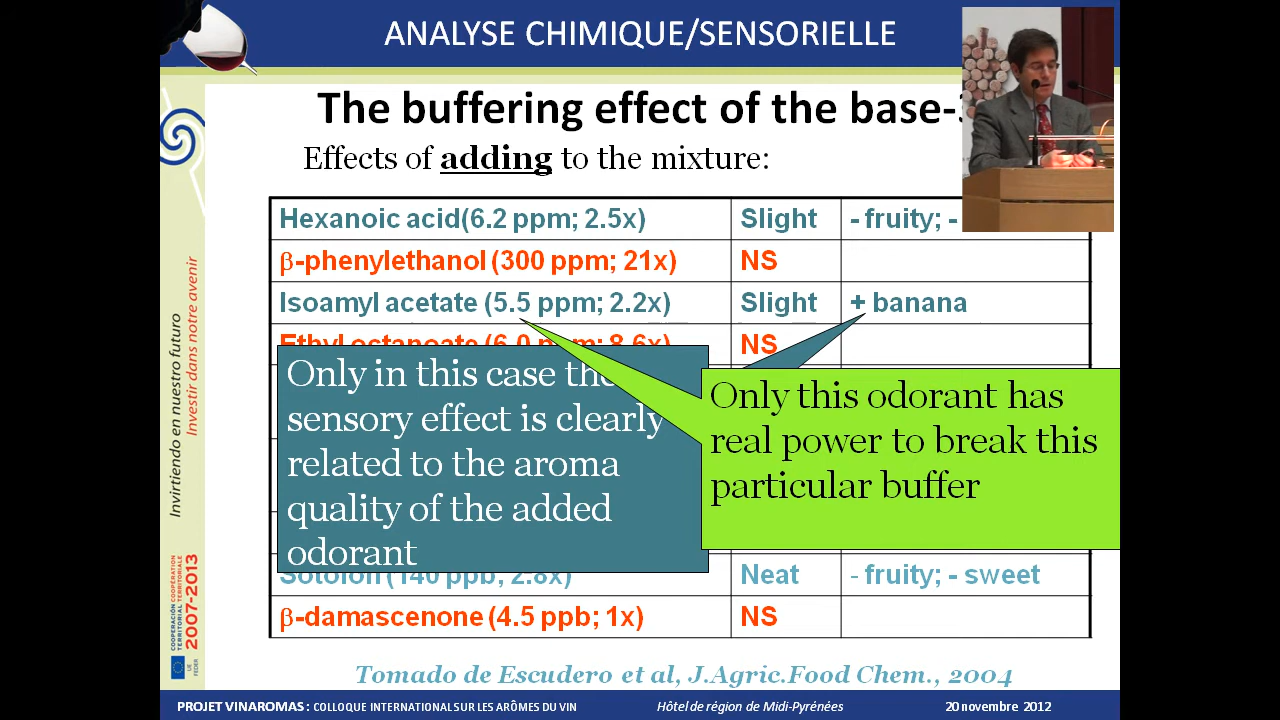 ANALYSE CHIMIQUE/SENSORIELLE
The buffering effect of the base-
Effects of adding to the mixture:
Hexanoic acid(6.2 ppm; 2.5x) Slight - fruity; -
β-phenylethanol (300 ppm; 21x) NS
Isoamyl acetate (5.5 ppm; 2.2x) Slight + banana
Ethyl octanoate (6.0 ppm; 8.6x) NS
Only in this case the
sensory effect is clearly
related to the aroma
quality of the added
odorant
Only this odorant has
real power to break this
particular buffer
Sotolon (140 ppb; 2.8x) Neat - fruity; - sweet
β-damascenone (4.5 ppb; 1x) NS
Tomado de Escudero et al, J.Agric.Food Chem., 2004
Invirtiendo en nuestro futuro
Investir dans notre avenir
2007-2013
COOPERACIÓN TERRITORIAL
COOPÉRATION TERRITORIALE
UE
FEDER
PROJET VINAROMAS : COLLOQUE INTERNATIONAL SUR LES ARÔMES DU VIN Hôtel de région de Midi-Pyrénées 20 novembre 2012